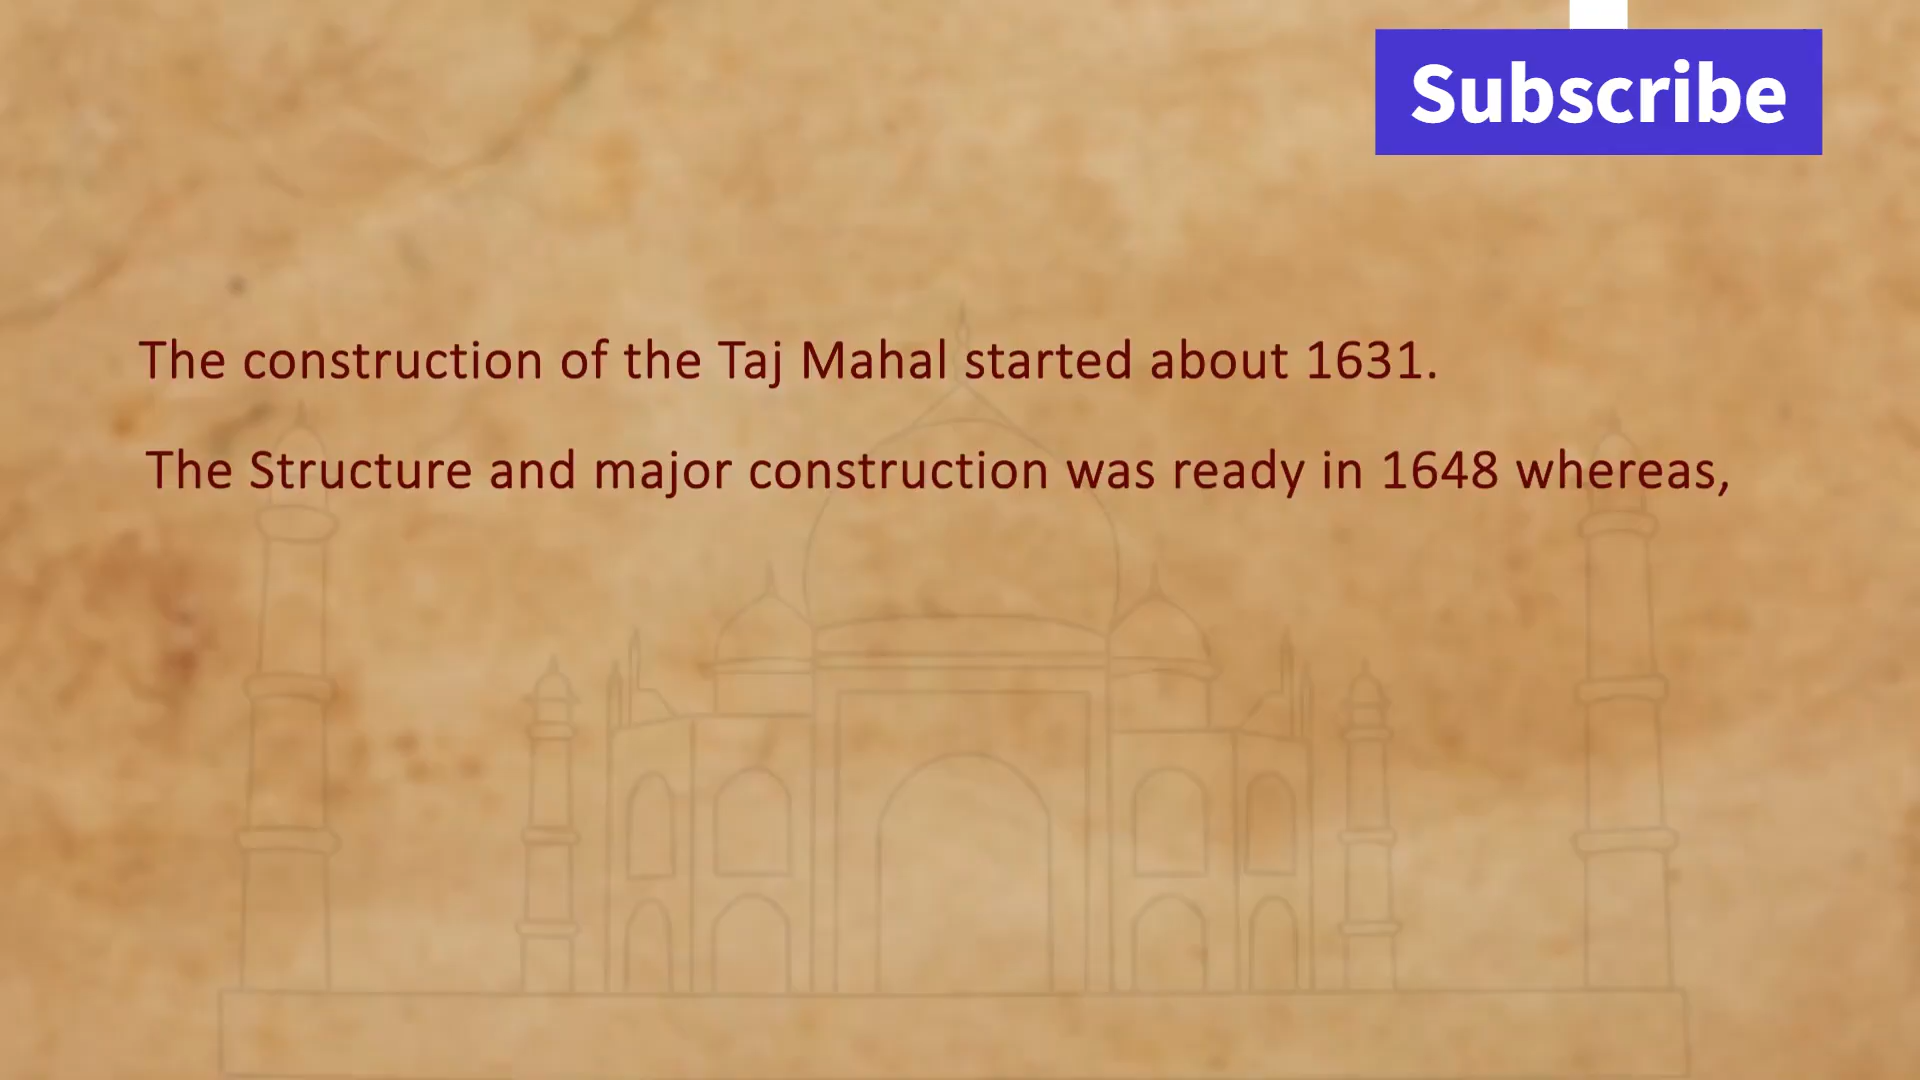 Subscribe
The construction of the Taj Mahal started about 1631.
The Structure and major construction was ready in 1648 whereas,